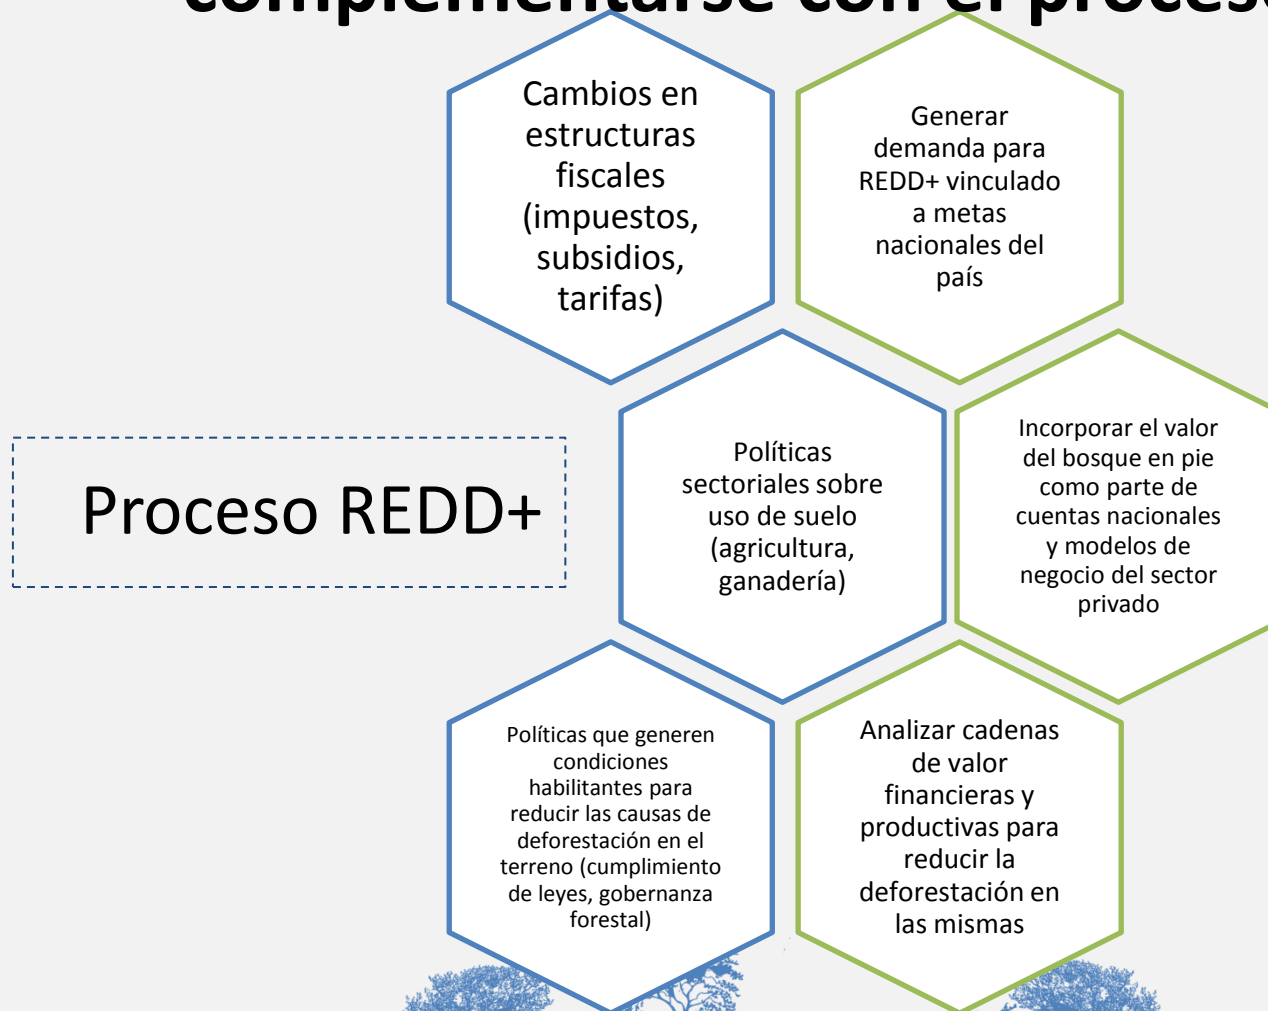 complementarse con el proceso
Cambios en
estructuras
fiscales
(impuestos,
subsidios,
tarifas)
Generar
demanda para
REDD+ vinculado
a metas
nacionales del
país
Proceso REDD+
Políticas
sectoriales sobre
uso de suelo
(agricultura,
ganadería)
Incorporar el valor
del bosque en pie
como parte de
cuentas nacionales
y modelos de
negocio del sector
privado
Políticas que generen
condiciones
habilitantes para
reducir las causas de
deforestación en el
terreno (cumplimiento
de leyes, gobernanza
forestal)
Analizar cadenas
de valor
financieras y
productivas para
reducir la
deforestación en
las mismas